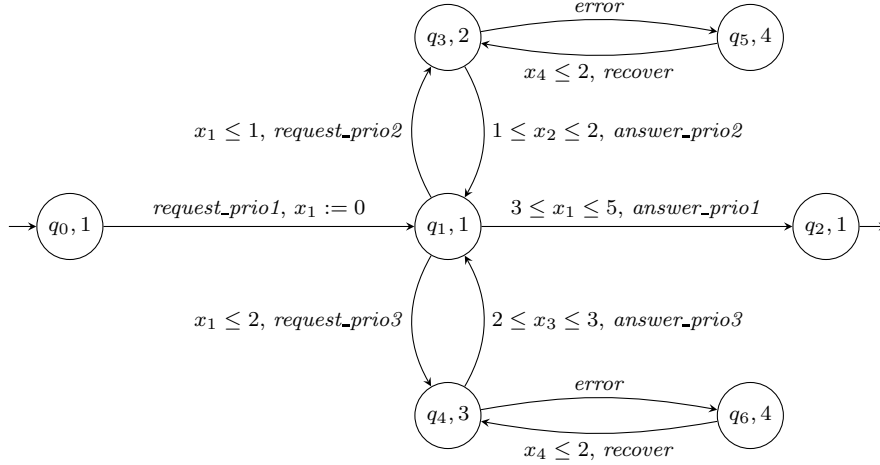 error
q₃, 2
q₅, 4
x₄ ≤ 2, recover
x₁ ≤ 1, request_prio2
1 ≤ x₂ ≤ 2, answer_prio2
request_prio1, x₁ := 0
3 ≤ x₁ ≤ 5, answer_prio1
q₀, 1
q₁, 1
q₂, 1
x₁ ≤ 2, request_prio3
2 ≤ x₃ ≤ 3, answer_prio3
error
q₄, 3
q₆, 4
x₄ ≤ 2, recover